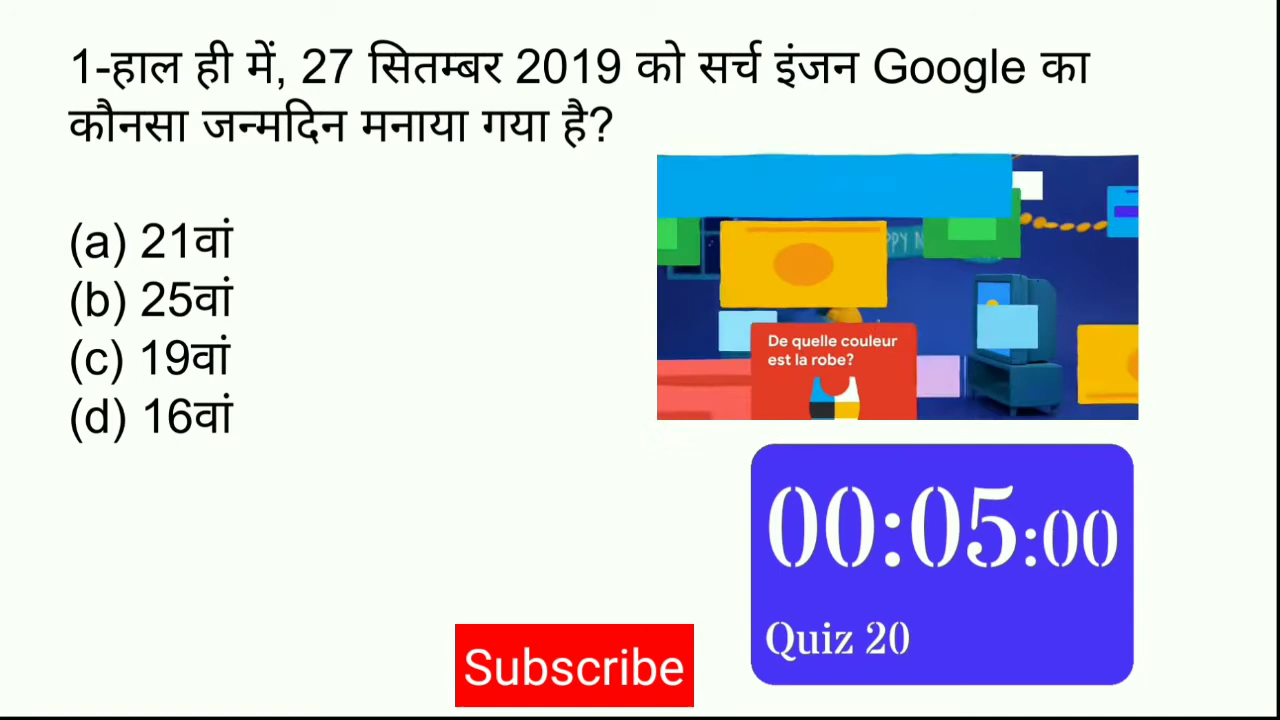 1-हाल ही में, 27 सितम्बर 2019 को सर्च इंजन Google का
कौनसा जन्मदिन मनाया गया है?
(a) 21वां
(b) 25वां
(c) 19वां
(d) 16वां
De quelle couleur
est la robe?
00:05:00
Quiz 20
Subscribe